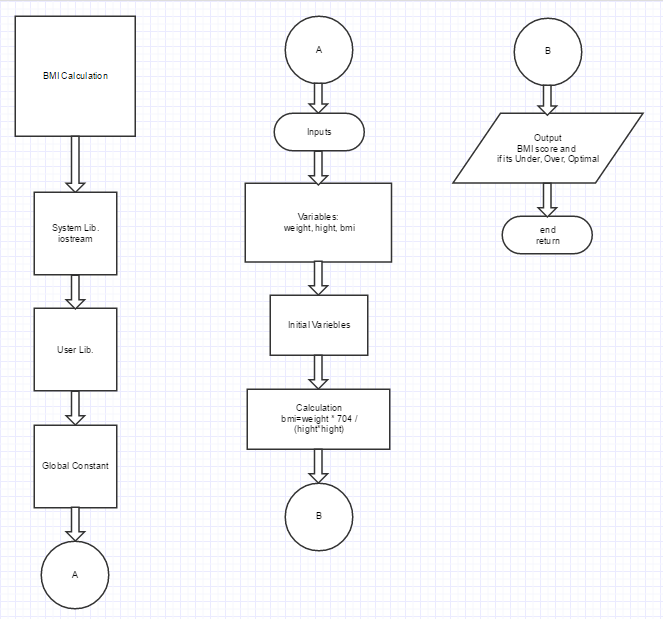 BMI Calculation
System Lib.
iostream
User Lib.
Global Constant
A
A
Inputs
Variables:
weight, hight, bmi
Initial Variebles
Calculation
bmi=weight * 704 /
(hight*hight)
B
B
Output
BMI score and
if its Under, Over, Optimal
end
return